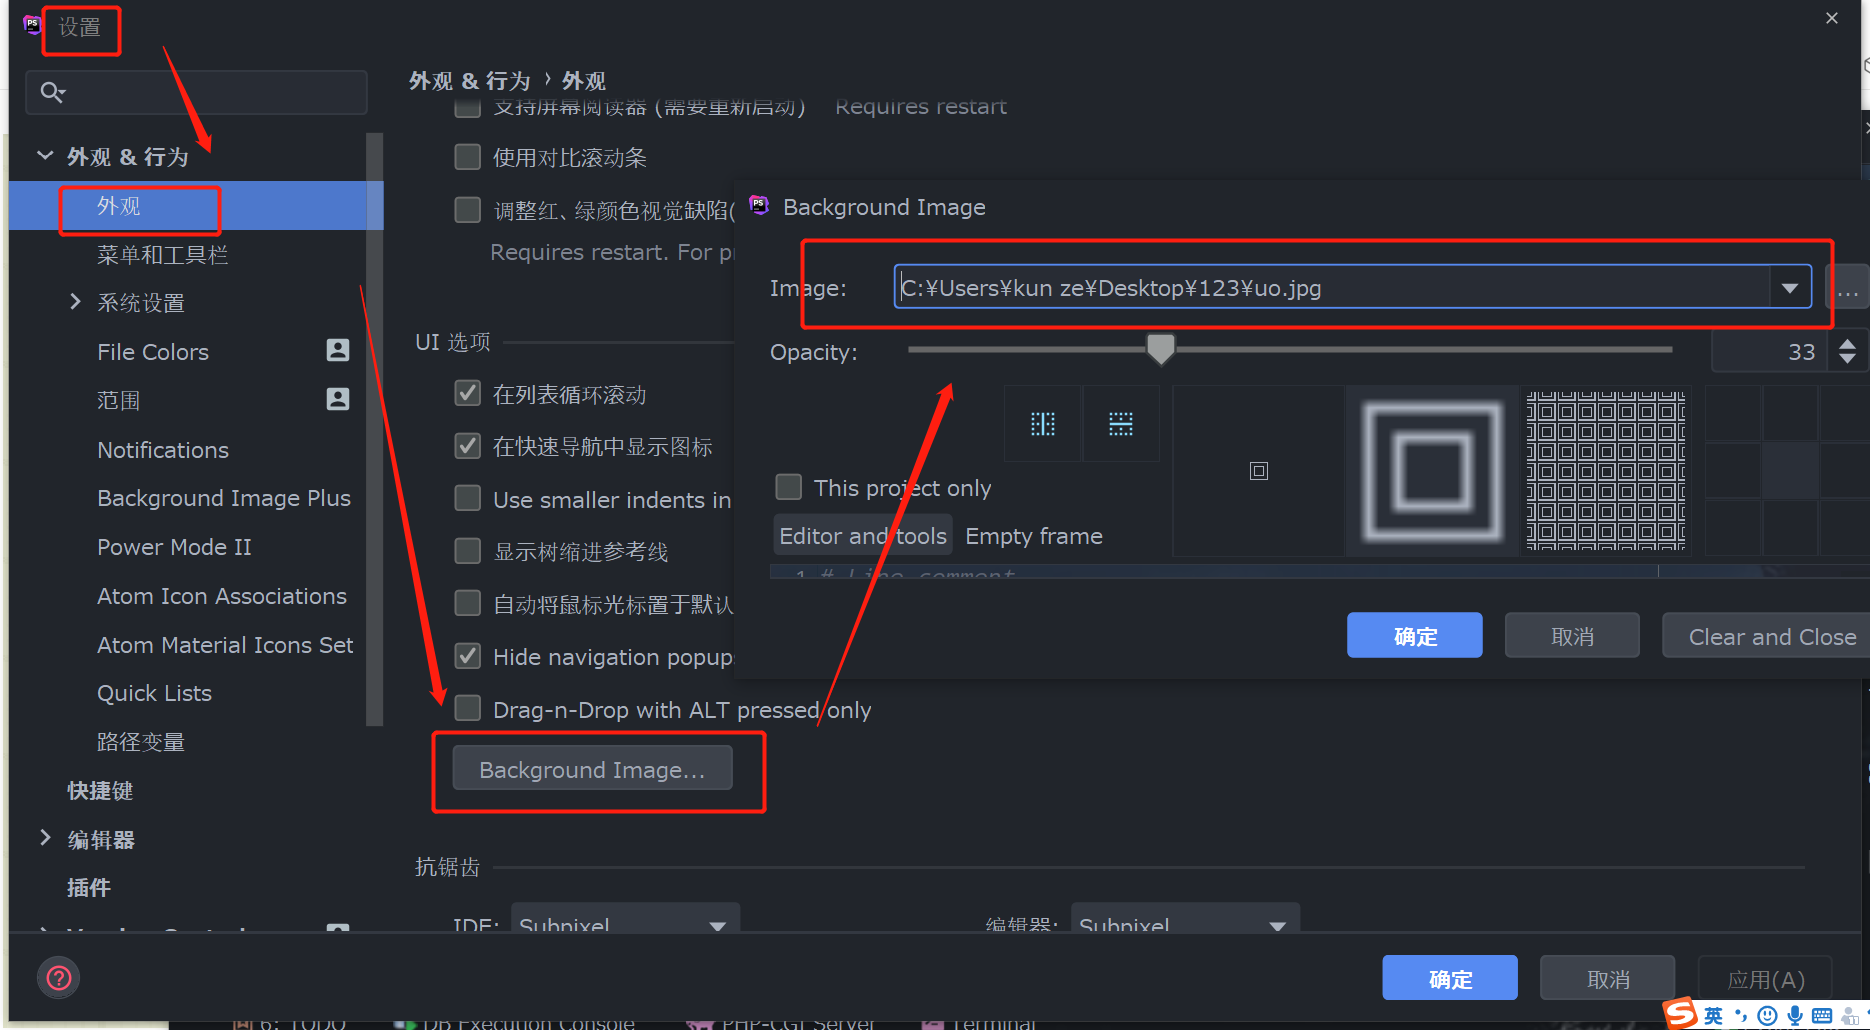 设置
外观 & 行为
外观
菜单和工具栏
系统设置
File Colors
范围
Notifications
Background Image Plus
Power Mode II
Atom Icon Associations
Atom Material Icons Set
Quick Lists
路径变量
快捷键
编辑器
插件
外观 & 行为 › 外观
支持屏幕阅读器 (需要重新启动) Requires restart
使用对比滚动条
调整红、绿颜色视觉缺陷(
Requires restart. For
UI 选项
在列表循环滚动
在快速导航中显示图标
Use smaller indents in
显示树缩进参考线
自动将鼠标光标置于默认
Hide navigation popups
Drag-n-Drop with ALT pressed only
Background Image...
抗锯齿
IDE: Subpixel
编辑器: Subpixel
PS Background Image
Image: C:¥Users¥kun ze¥Desktop¥123¥uo.jpg ...
Opacity: 33
This project only
Editor and tools Empty frame
1 # Line comment
确定 取消 Clear and Close
确定 取消 应用(A)
6: TODO DB Execution Console PHP-CGI Server Terminal
英